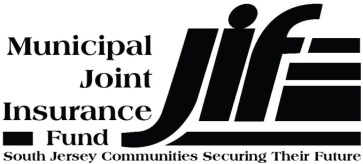 Municipal
Joint
Insurance
Fund
jif
South Jersey Communities Securing Their Future